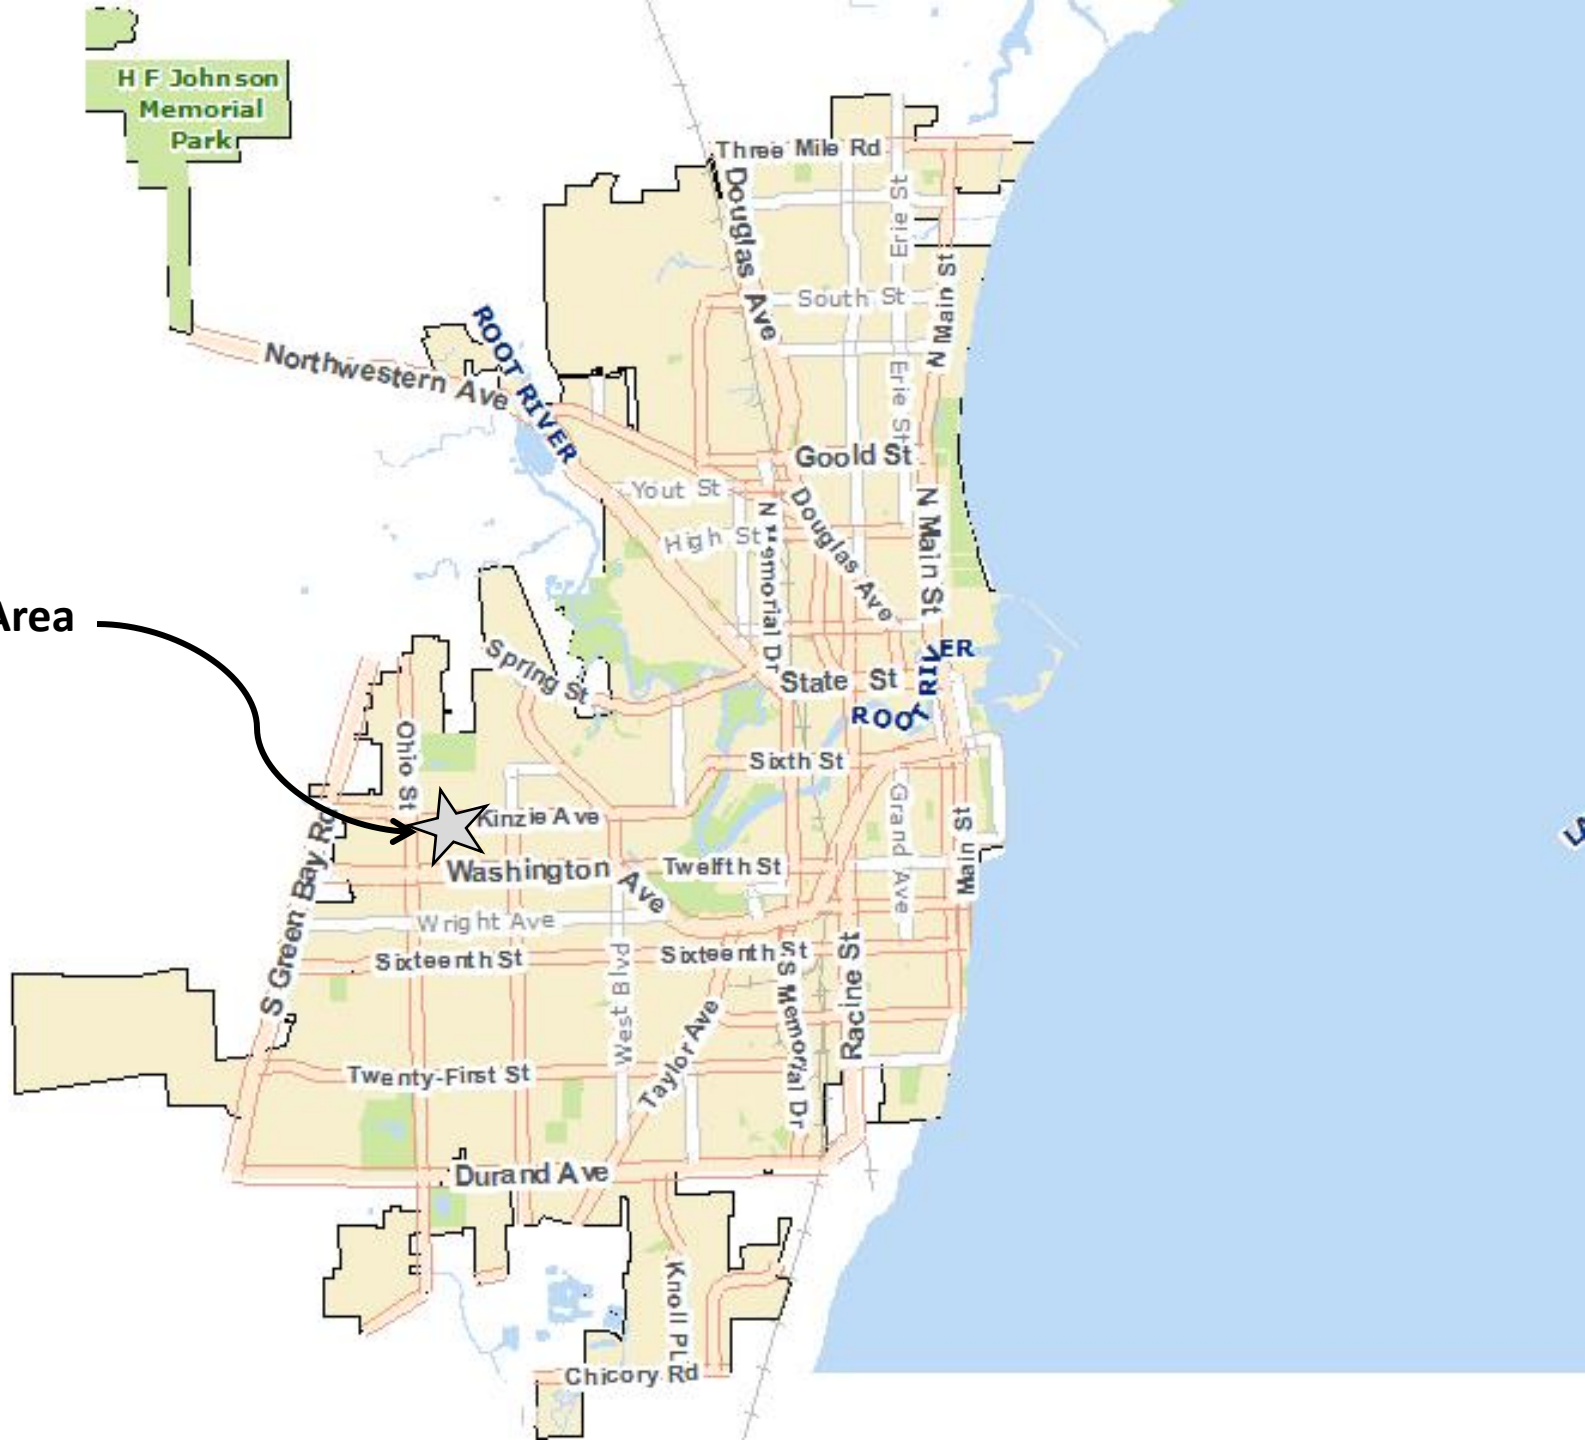 H F Johnson
Memorial
Park
Three Mile Rd
Douglas Ave
Erie St
N Main St
South St
ROOT RIVER
Northwestern Ave
Erie St
Goold St
Yout St
N Main St
Douglas Ave
High St
Area
Spring St
State St
ROOT RIVER
Ohio St
Sixth St
Kinzie Ave
Grand Ave
Main St
S Green Bay Rd
Washington Ave
Twelfth St
Wright Ave
Sixteenth St
Sixteenth St
West Blvd
S Memorial Dr
Racine St
Taylor Ave
Twenty-First St
Durand Ave
Knoll Pl
Chicory Rd